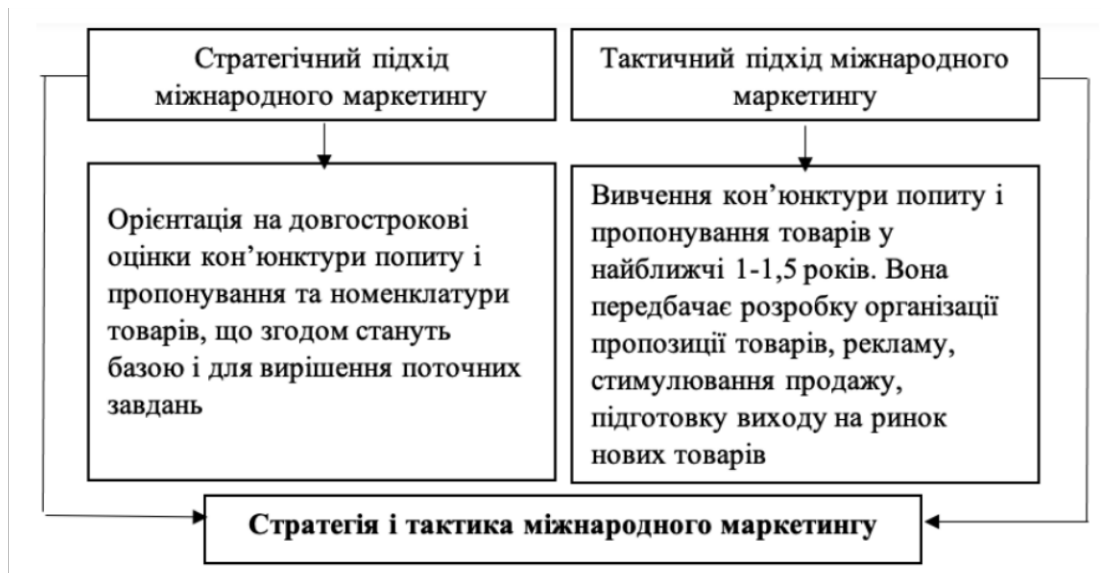 Стратегічний підхід
міжнародного маркетингу
Тактичний підхід міжнародного
маркетингу
Орієнтація на довгострокові
оцінки кон’юнктури попиту і
пропонування та номенклатури
товарів, що згодом стануть
базою і для вирішення поточних
завдань
Вивчення кон’юнктури попиту і
пропонування товарів у
найближчі 1-1,5 років. Вона
передбачає розробку організації
пропозиції товарів, рекламу,
стимулювання продажу,
підготовку виходу на ринок
нових товарів
Стратегія і тактика міжнародного маркетингу